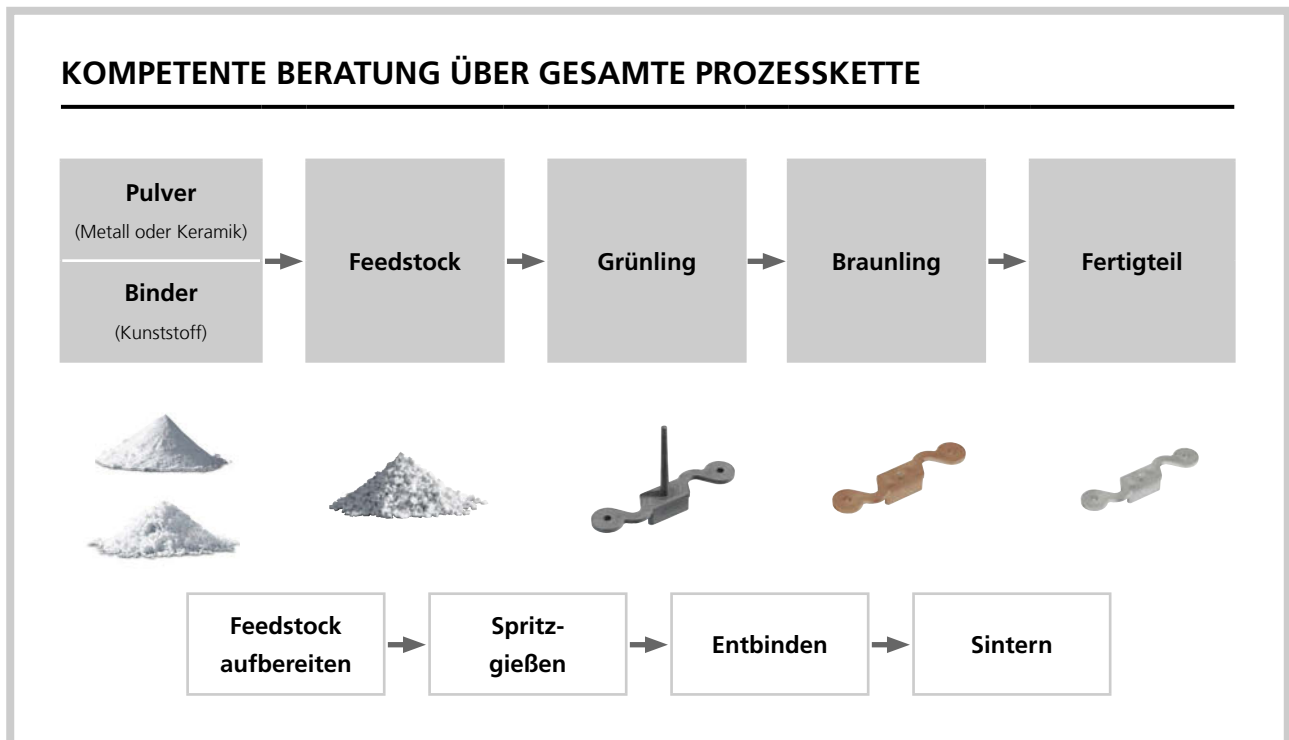 KOMPETENTE BERATUNG ÜBER GESAMTE PROZESSKETTE
Pulver
(Metall oder Keramik)
Binder
(Kunststoff)
Feedstock
Grünling
Braunling
Fertigteil
Feedstock
aufbereiten
Spritz-
gießen
Entbinden
Sintern